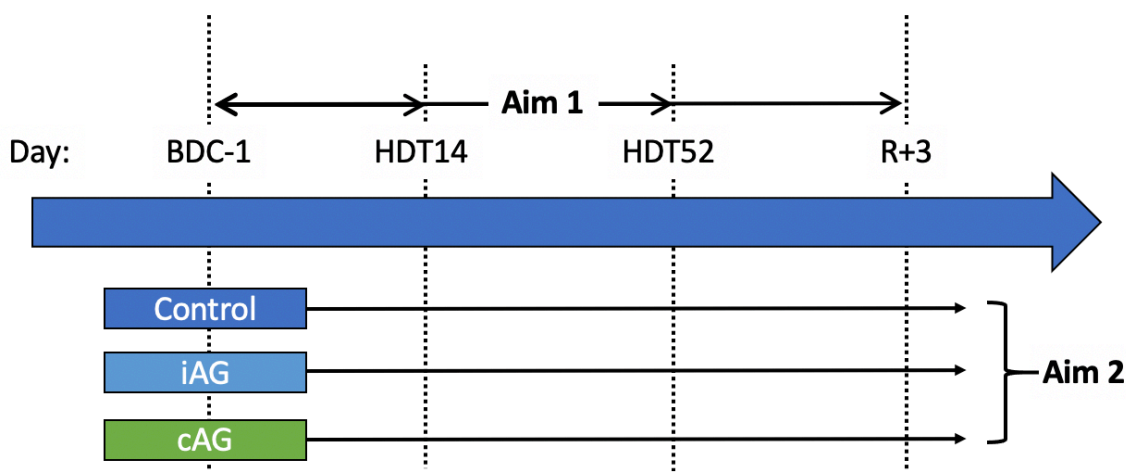 Aim 1
Day: BDC-1 HDT14 HDT52 R+3
Control
iAG
Aim 2
cAG